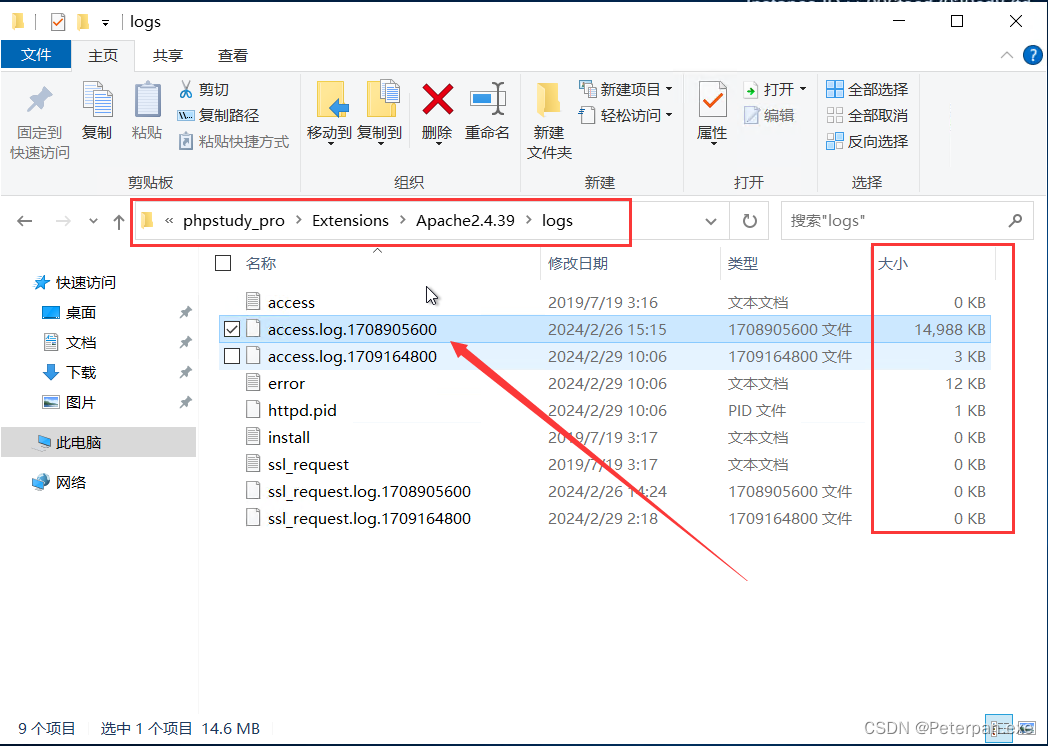 logs
文件 主页 共享 查看
固定到快速访问
复制
粘贴
剪切
复制路径
粘贴快捷方式
剪贴板
移动到
复制到
删除
重命名
组织
新建文件夹
新建项目
轻松访问
新建
属性
打开
编辑
打开
全部选择
全部取消
反向选择
选择
« phpstudy_pro > Extensions > Apache2.4.39 > logs
搜索"logs"
名称 修改日期 类型 大小
快速访问
桌面
文档
下载
图片
此电脑
网络
access 2019/7/19 3:16 文本文档 0 KB
access.log.1708905600 2024/2/26 15:15 1708905600 文件 14,988 KB
access.log.1709164800 2024/2/29 10:06 1709164800 文件 3 KB
error 2024/2/29 10:06 文本文档 12 KB
httpd.pid 2024/2/29 10:06 PID 文件 1 KB
install 2019/7/19 3:17 文本文档 0 KB
ssl_request 2019/7/19 3:17 文本文档 0 KB
ssl_request.log.1708905600 2024/2/26 14:24 1708905600 文件 0 KB
ssl_request.log.1709164800 2024/2/29 2:18 1709164800 文件 0 KB
9 个项目 选中 1 个项目 14.6 MB
CSDN @Peterpan.exe